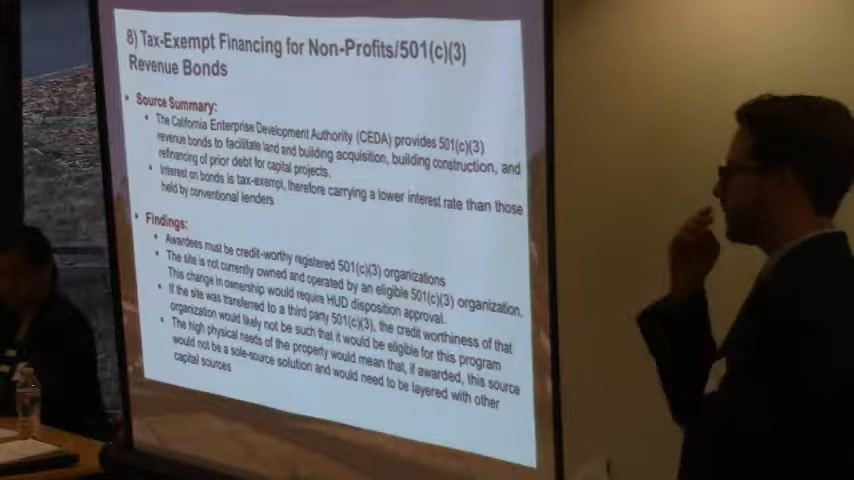 8) Tax-Exempt Financing for Non-Profits/501(c)(3)
Revenue Bonds
• Source Summary:
• The California Enterprise Development Authority (CEDA) provides 501(c)(3)
revenue bonds to facilitate land and building acquisition, building construction, and
refinancing of prior debt for capital projects.
• Interest on bonds is tax-exempt, therefore carrying a lower interest rate than those
held by conventional lenders
• Findings:
• Awardees must be credit-worthy registered 501(c)(3) organizations
• The site is not currently owned and operated by an eligible 501(c)(3) organization.
This change in ownership would require HUD disposition approval.
• If the site was transferred to a third party 501(c)(3), the credit worthiness of that
organization would likely not be such that it would be eligible for this program
• The high physical needs of the property would mean that, if awarded, this source
would not be a sole-source solution and would need to be layered with other
capital sources